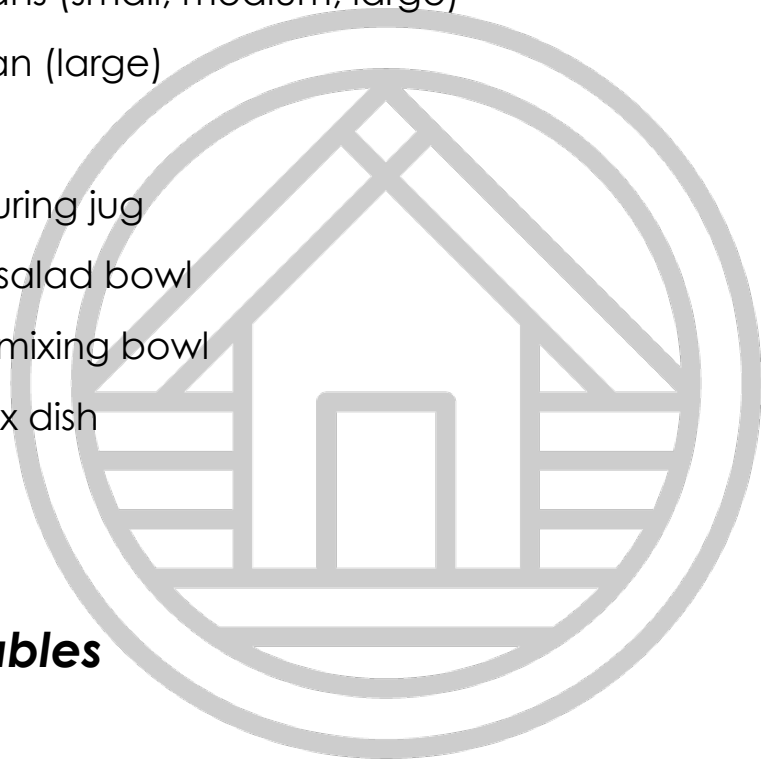 ans (small, medium, large)
an (large)
uring jug
salad bowl
mixing bowl
x dish
ables